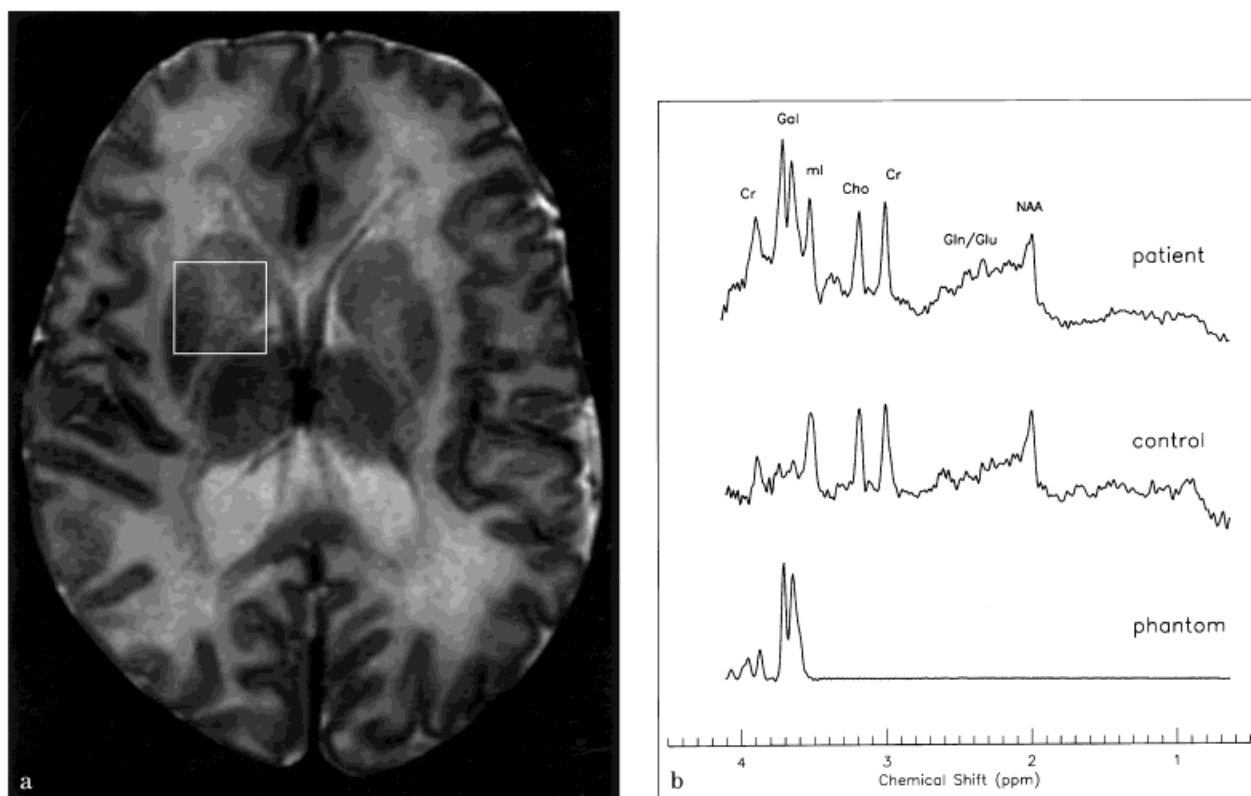 a
Gal
Cr
mI
Cho
Cr
NAA
Gln/Glu
patient
control
phantom
4
3
2
1
b
Chemical Shift (ppm)